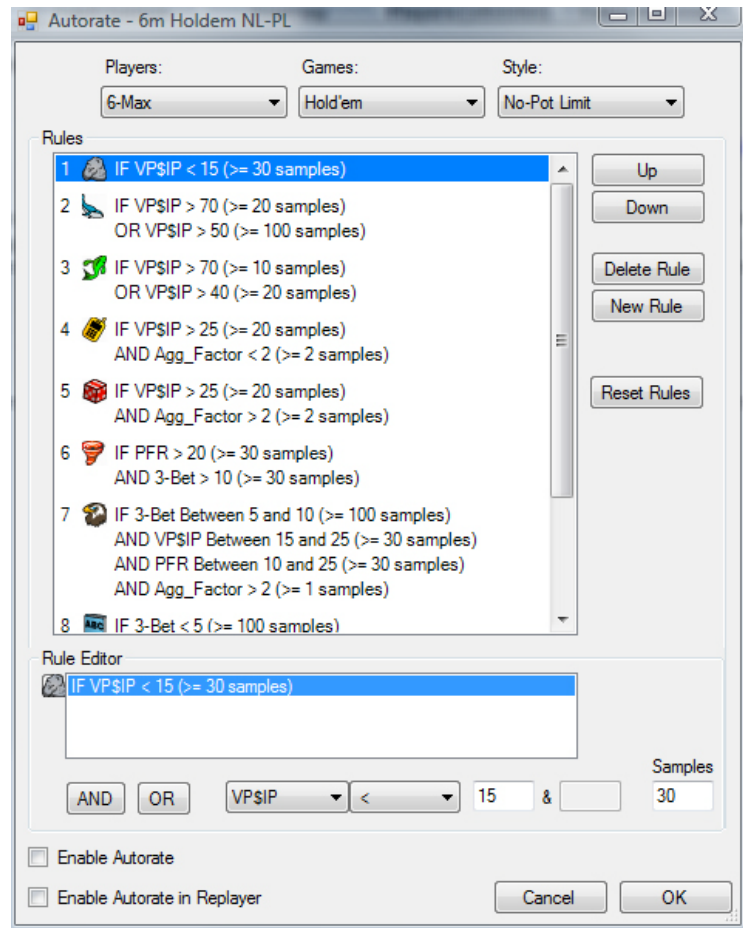 Autorate - 6m Holdem NL-PL
Players: Games: Style:
6-Max Hold'em No-Pot Limit
Rules
1 IF VP$IP < 15 (>= 30 samples)
Up
2 IF VP$IP > 70 (>= 20 samples)
Down
OR VP$IP > 50 (>= 100 samples)
3 IF VP$IP > 70 (>= 10 samples)
Delete Rule
OR VP$IP > 40 (>= 20 samples)
New Rule
4 IF VP$IP > 25 (>= 20 samples)
AND Agg_Factor < 2 (>= 2 samples)
5 IF VP$IP > 25 (>= 20 samples)
Reset Rules
AND Agg_Factor > 2 (>= 2 samples)
6 IF PFR > 20 (>= 30 samples)
AND 3-Bet > 10 (>= 30 samples)
7 IF 3-Bet Between 5 and 10 (>= 100 samples)
AND VP$IP Between 15 and 25 (>= 30 samples)
AND PFR Between 10 and 25 (>= 30 samples)
AND Agg_Factor > 2 (>= 1 samples)
8 ABC IF 3-Bet < 5 (>= 100 samples)
Rule Editor
IF VP$IP < 15 (>= 30 samples)
Samples
AND OR VP$IP < 15 & 30
Enable Autorate
Enable Autorate in Replayer
Cancel OK